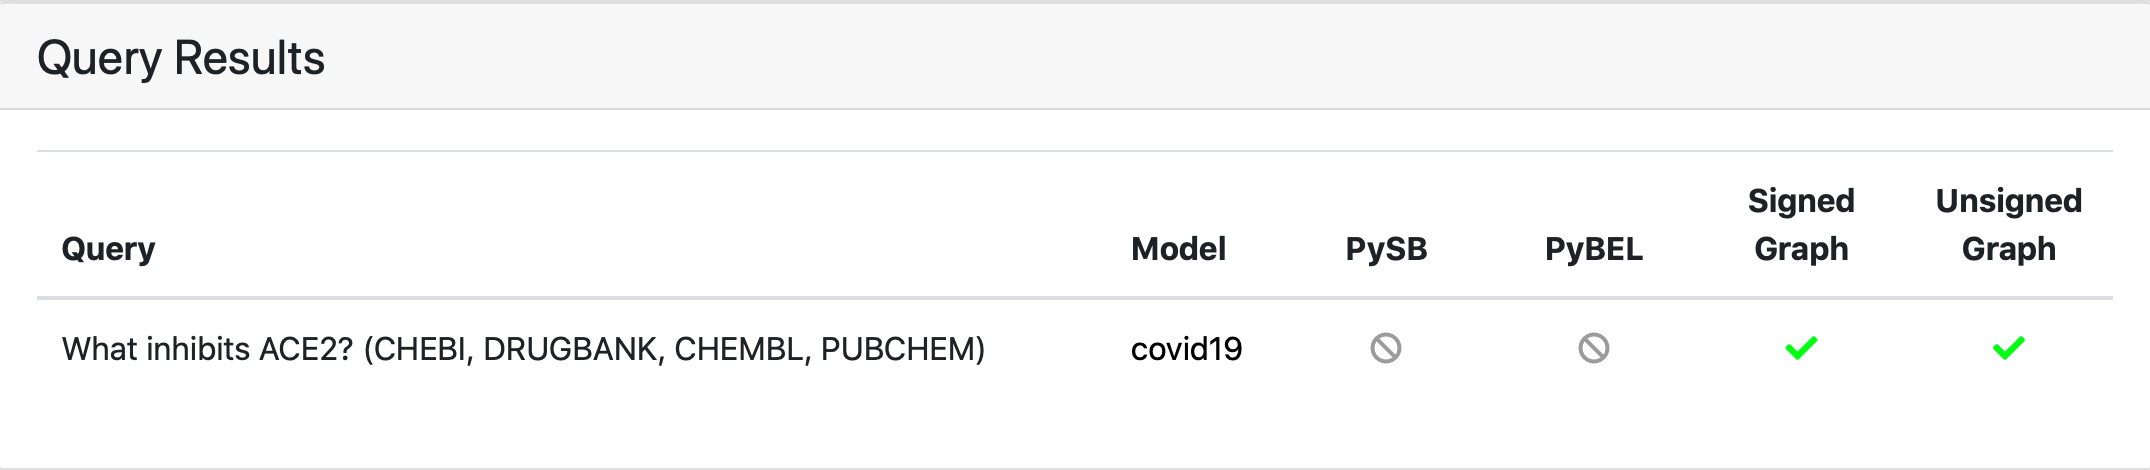 Query Results
Query Model PySB PyBEL Signed Graph Unsigned Graph
What inhibits ACE2? (CHEBI, DRUGBANK, CHEMBL, PUBCHEM) covid19